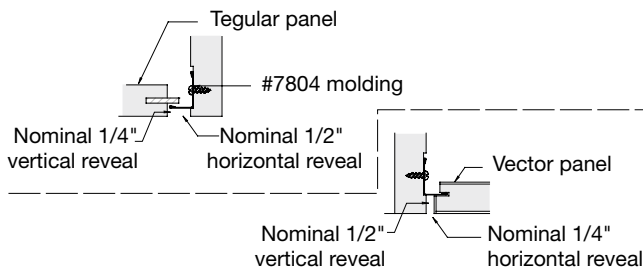 Tegular panel
#7804 molding
Nominal 1/4"
vertical reveal
Nominal 1/2"
horizontal reveal
Vector panel
Nominal 1/2"
vertical reveal
Nominal 1/4"
horizontal reveal